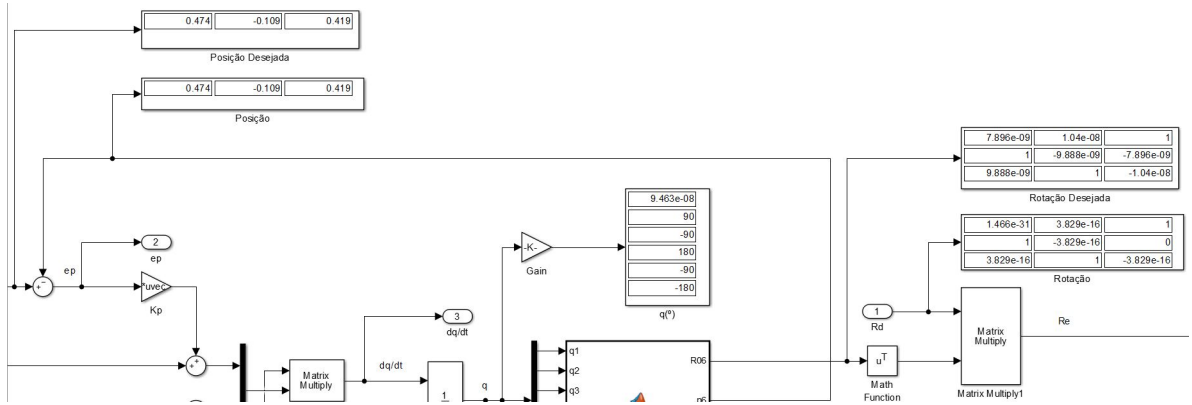 0.474 -0.109 0.419
Posição Desejada
0.474 -0.109 0.419
Posição
7.896e-09 1.04e-08 1
1 -9.888e-09 -7.896e-09
9.888e-09 1 -1.04e-08
Rotação Desejada
1.466e-31 3.829e-16 1
1 -3.829e-16 0
3.829e-16 1 -3.829e-16
Rotação
9.463e-08
90
-90
180
-90
-180
q(º)
-K-
Gain
2
ep
ep
*uvec
Kp
3
dq/dt
1
Rd
Matrix
Multiply
Re
Matrix Multiply1
uT
Math
Function
Matrix
Multiply
dq/dt
1
q
q1
q2
q3
R06
p6